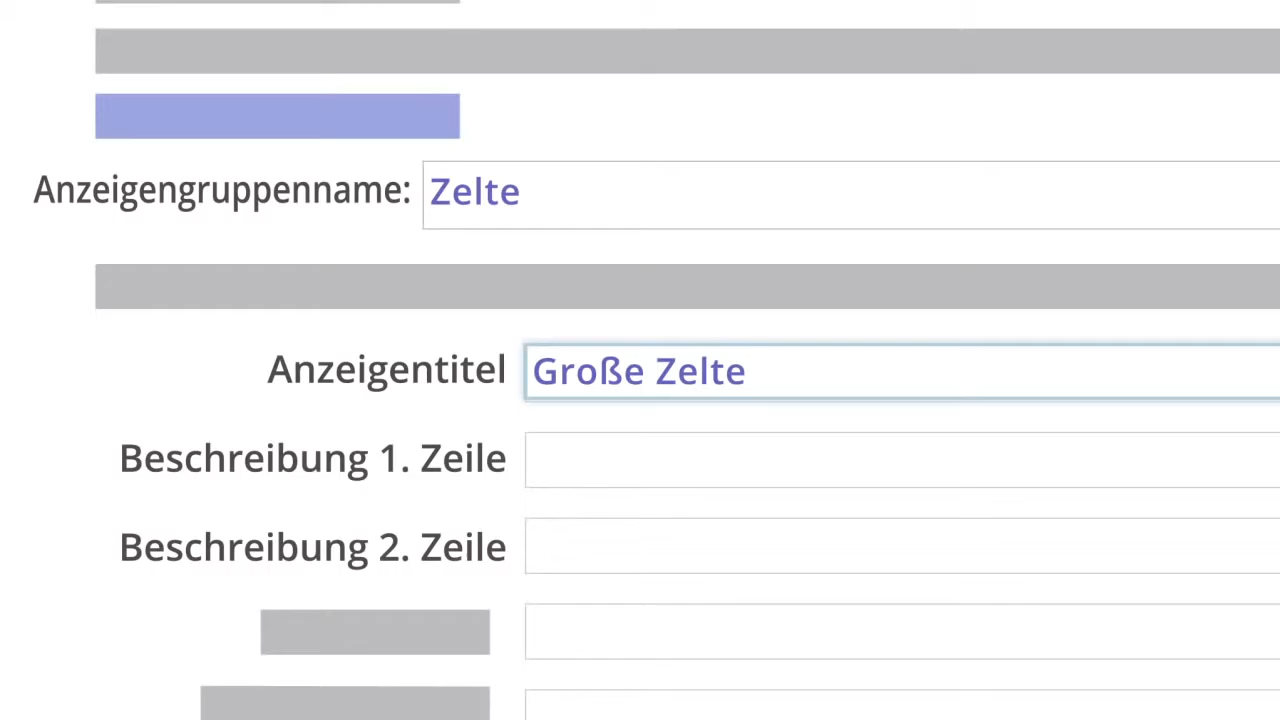 Anzeigengruppenname: Zelte
Anzeigentitel Große Zelte
Beschreibung 1. Zeile
Beschreibung 2. Zeile